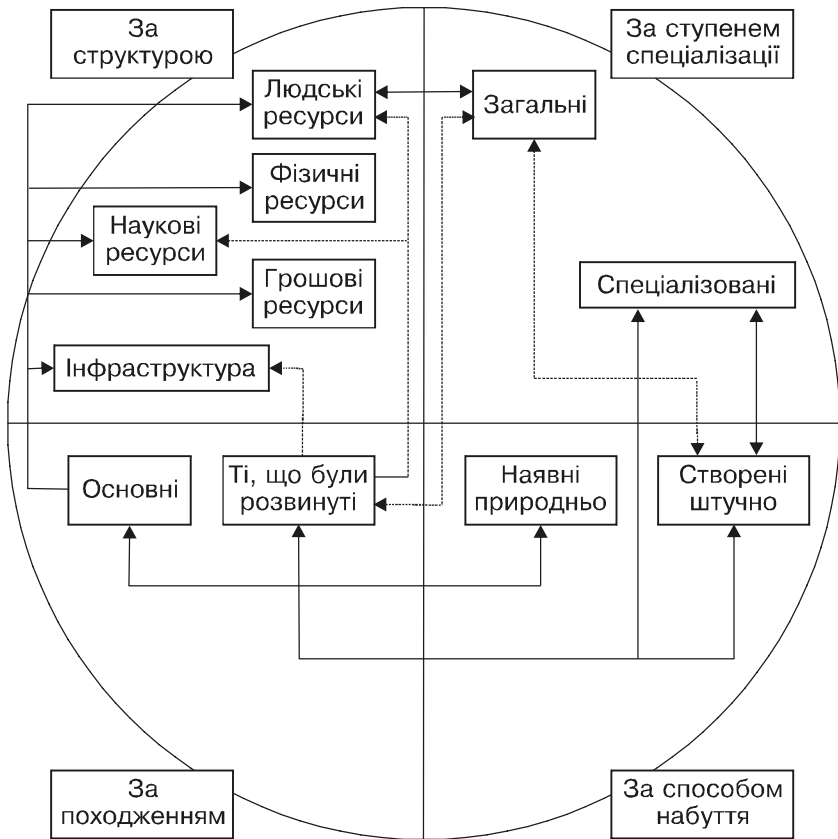 За
структурою
За ступенем
спеціалізації
Людські
ресурси
Загальні
Фізичні
ресурси
Наукові
ресурси
Грошові
ресурси
Спеціалізовані
Інфраструктура
Основні
Ті, що були
розвинуті
Наявні
природньо
Створені
штучно
За
походженням
За способом
набуття